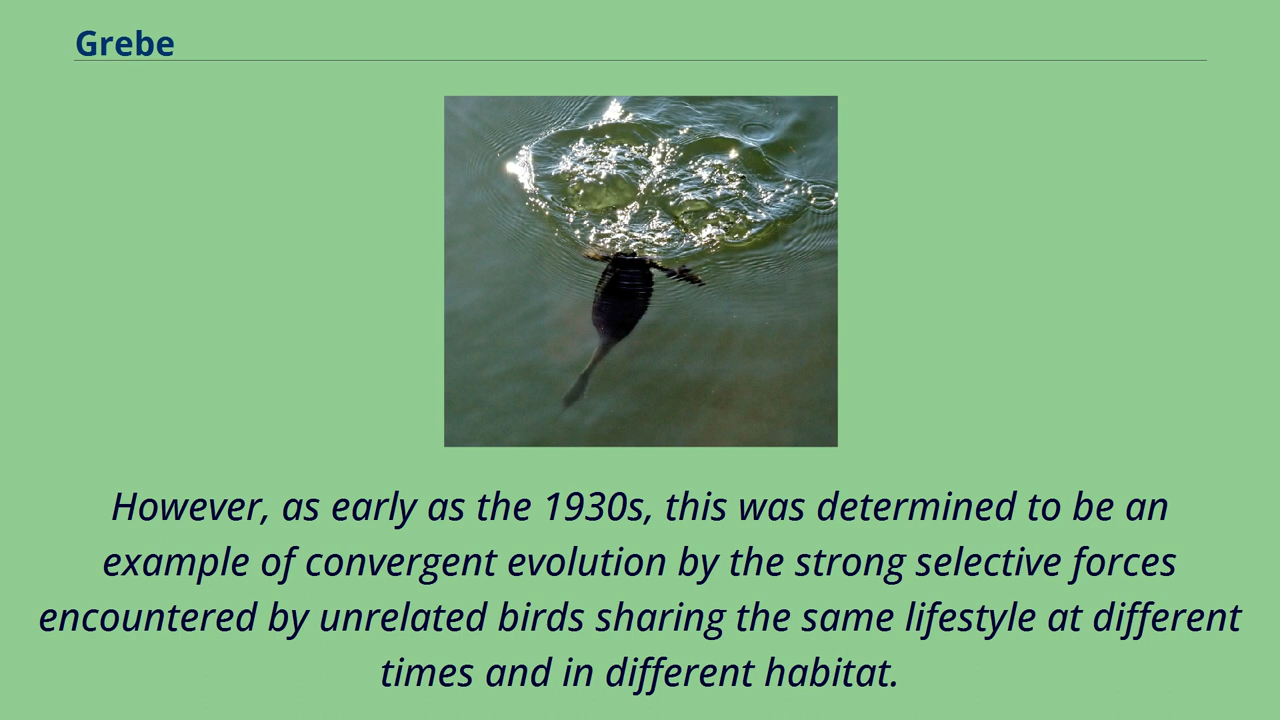 Grebe
However, as early as the 1930s, this was determined to be an
example of convergent evolution by the strong selective forces
encountered by unrelated birds sharing the same lifestyle at different
times and in different habitat.